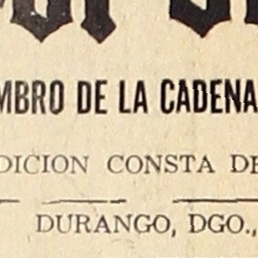 MBRO DE LA CADENA
DICION CONSTA DE
DURANGO, DGO.,